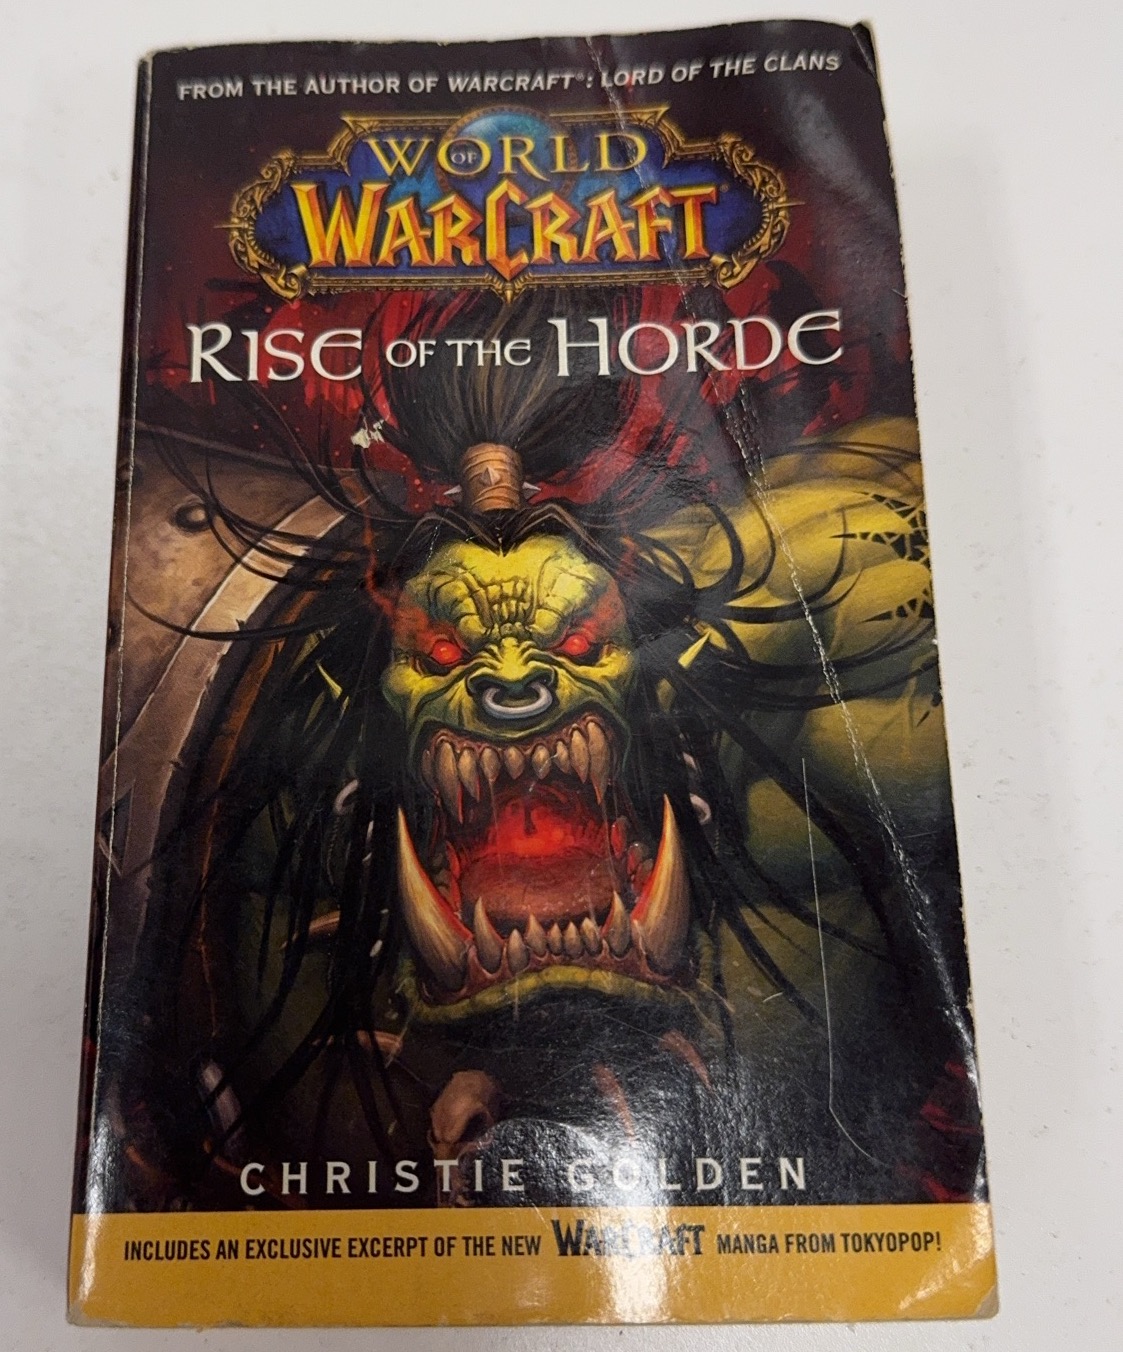 FROM THE AUTHOR OF WARCRAFT®: LORD OF THE CLANS
WORLD OF
WARCRAFT
RISE OF THE HORDE
CHRISTIE GOLDEN
INCLUDES AN EXCLUSIVE EXCERPT OF THE NEW WARCRAFT MANGA FROM TOKYOPOP!